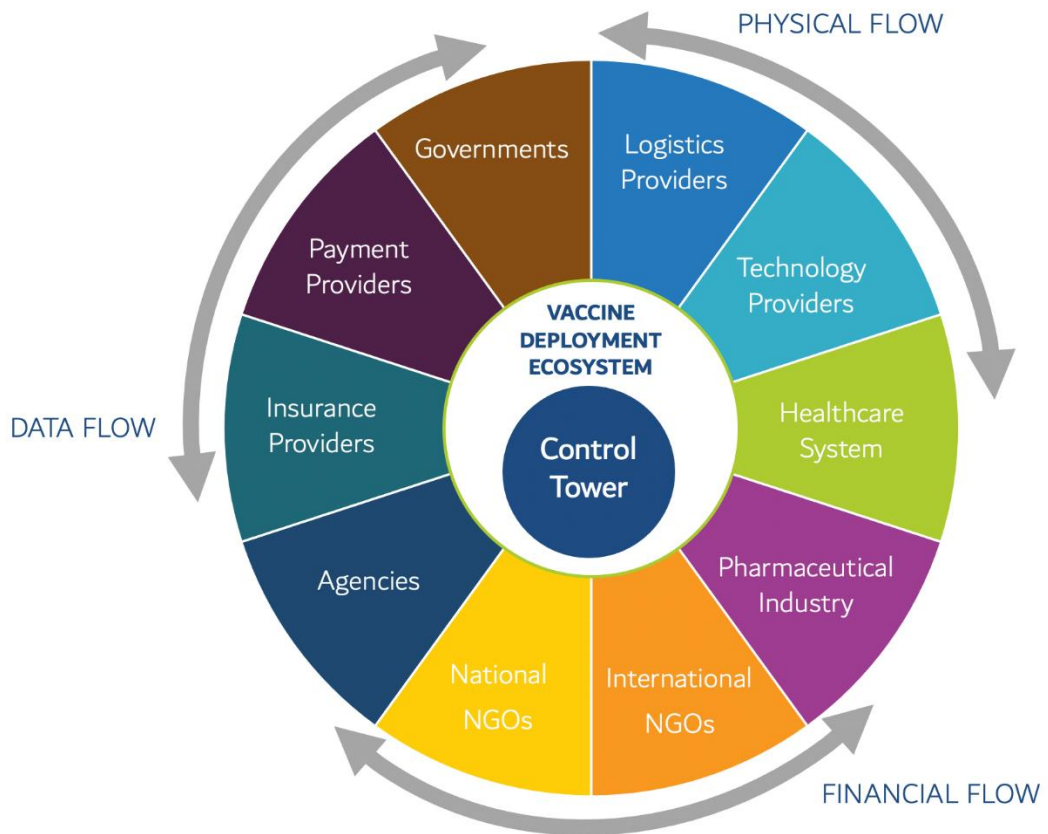 PHYSICAL FLOW
Governments
Logistics
Providers
Payment
Providers
Technology
Providers
VACCINE
DEPLOYMENT
ECOSYSTEM
DATA FLOW
Insurance
Providers
Healthcare
System
Control
Tower
Agencies
Pharmaceutical
Industry
National
NGOs
International
NGOs
FINANCIAL FLOW